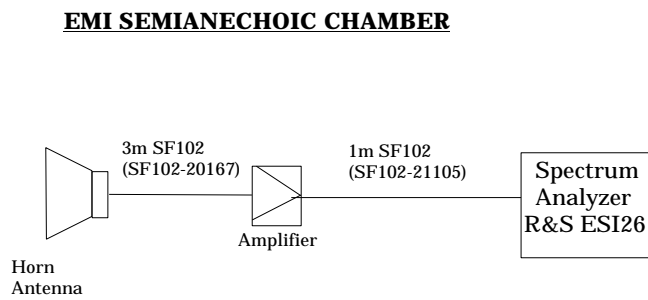 EMI SEMIANECHOIC CHAMBER
3m SF102
(SF102-20167)
1m SF102
(SF102-21105)
Spectrum
Analyzer
R&S ESI26
Amplifier
Horn
Antenna